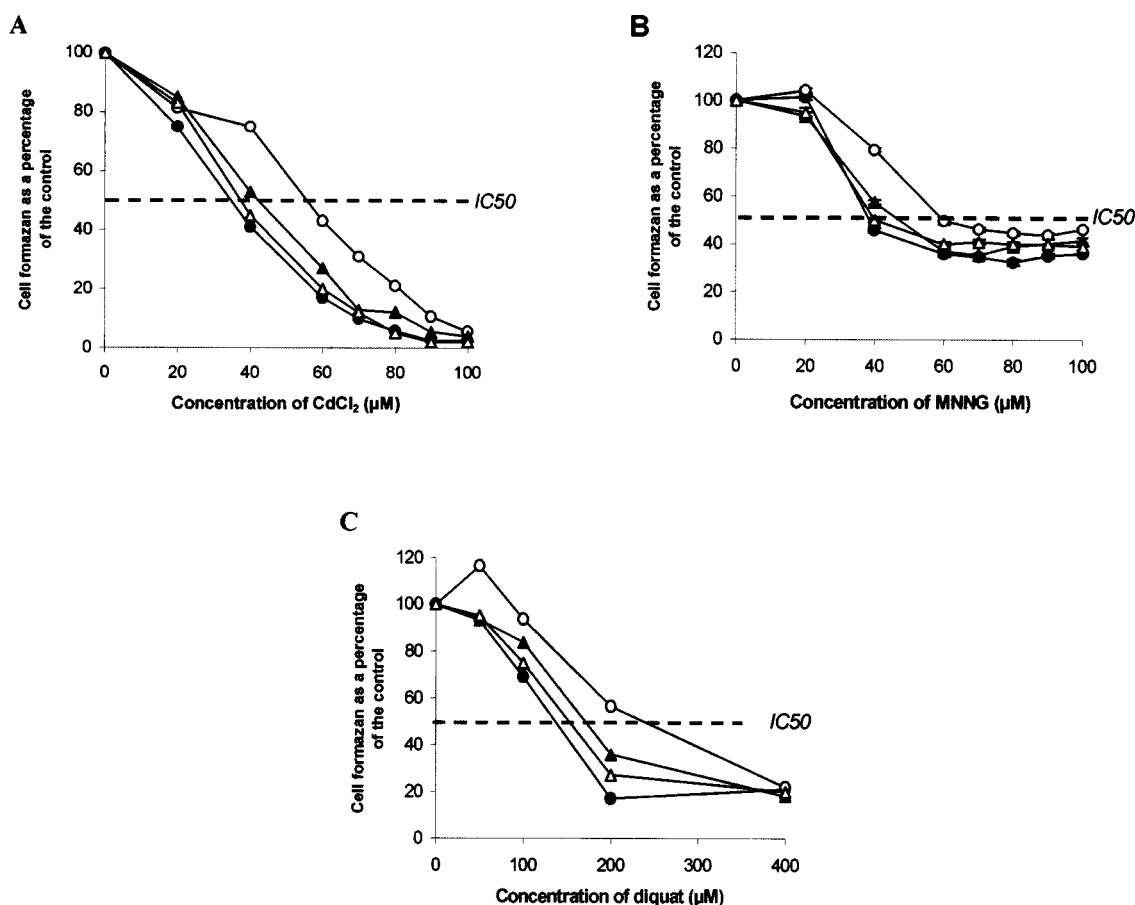 A
Cell formazan as a percentage
of the control
100
80
60
40
20
0
IC50
0 20 40 60 80 100
Concentration of CdCl₂ (µM)
B
Cell formazan as a percentage
of the control
120
100
80
60
40
20
0
IC50
0 20 40 60 80 100
Concentration of MNNG (µM)
C
Cell formazan as a percentage
of the control
120
100
80
60
40
20
0
IC50
0 100 200 300 400
Concentration of diquat (µM)